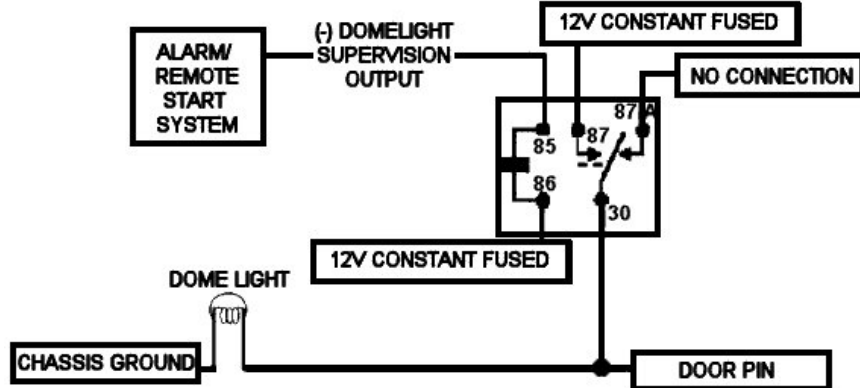 12V CONSTANT FUSED
ALARM/
REMOTE
START
SYSTEM
(-) DOMELIGHT
SUPERVISION
OUTPUT
NO CONNECTION
87A
87
85
86
30
12V CONSTANT FUSED
DOME LIGHT
CHASSIS GROUND
DOOR PIN